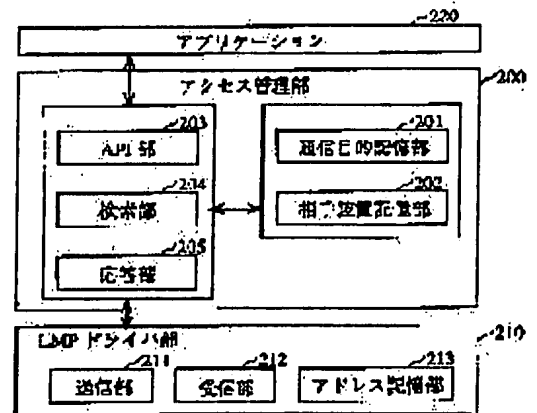 220
アプリケーション
アクセス管理部
200
203
API部
201
通信目的記憶部
204
検索部
202
相手装置記憶部
205
応答部
LMPドライバ部
210
211
送信部
212
受信部
213
アドレス記憶部